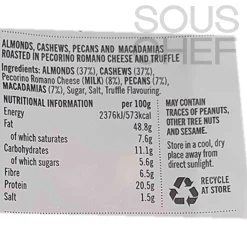 SOUS
CHEF
ALMONDS, CASHEWS, PECANS AND MACADAMIAS
ROASTED IN PECORINO ROMANO CHEESE AND TRUFFLE
Ingredients: ALMONDS (37%), CASHEWS (37%),
Pecorino Romano Cheese (MILK) (8%), PECANS (7%),
MACADAMIAS (7%), Sugar, Salt, Truffle Flavouring.
NUTRITIONAL INFORMATION per 100g
Energy 2376kJ/573kcal
Fat 48.8g
of which saturates 7.6g
Carbohydrates 11.1g
of which sugars 5.6g
Fibre 6.5g
Protein 20.5g
Salt 1.5g
MAY CONTAIN
TRACES OF PEANUTS,
OTHER TREE NUTS
AND SESAME.
Store in a cool, dry
place away from
direct sunlight.
RECYCLE
AT STORE